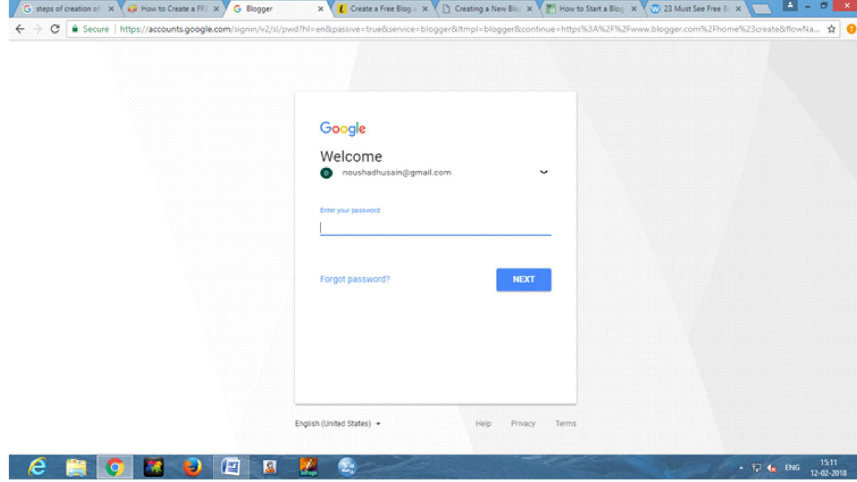 steps of creation of
How to Create a FRE
Blogger
Create a Free Blog
Creating a New Blog
How to Start a Blog
23 Must See Free B
Secure | https://accounts.google.com/signin/v2/sl/pwd?hl=en&passive=true&service=blogger&ltmpl=blogger&continue=https%3A%2F%2Fwww.blogger.com%2Fhome%23create&flowNa...
Google
Welcome
D noushadhusain@gmail.com
Enter your password
Forgot password? NEXT
English (United States) Help Privacy Terms
ENG 15:11
12-02-2018